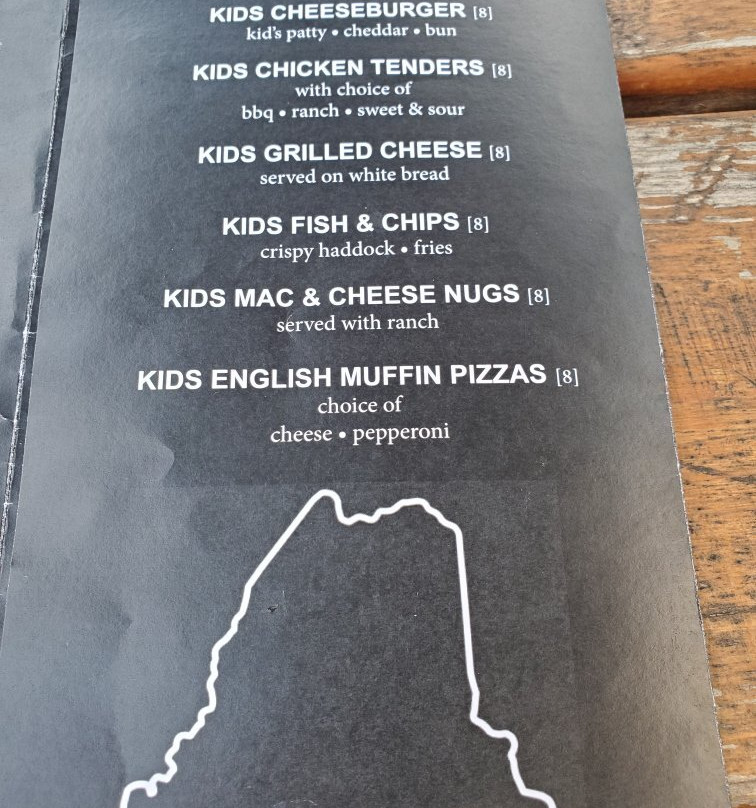 KIDS CHEESEBURGER [8]
kid's patty • cheddar • bun
KIDS CHICKEN TENDERS [8]
with choice of
bbq • ranch • sweet & sour
KIDS GRILLED CHEESE [8]
served on white bread
KIDS FISH & CHIPS [8]
crispy haddock • fries
KIDS MAC & CHEESE NUGS [8]
served with ranch
KIDS ENGLISH MUFFIN PIZZAS [8]
choice of
cheese • pepperoni